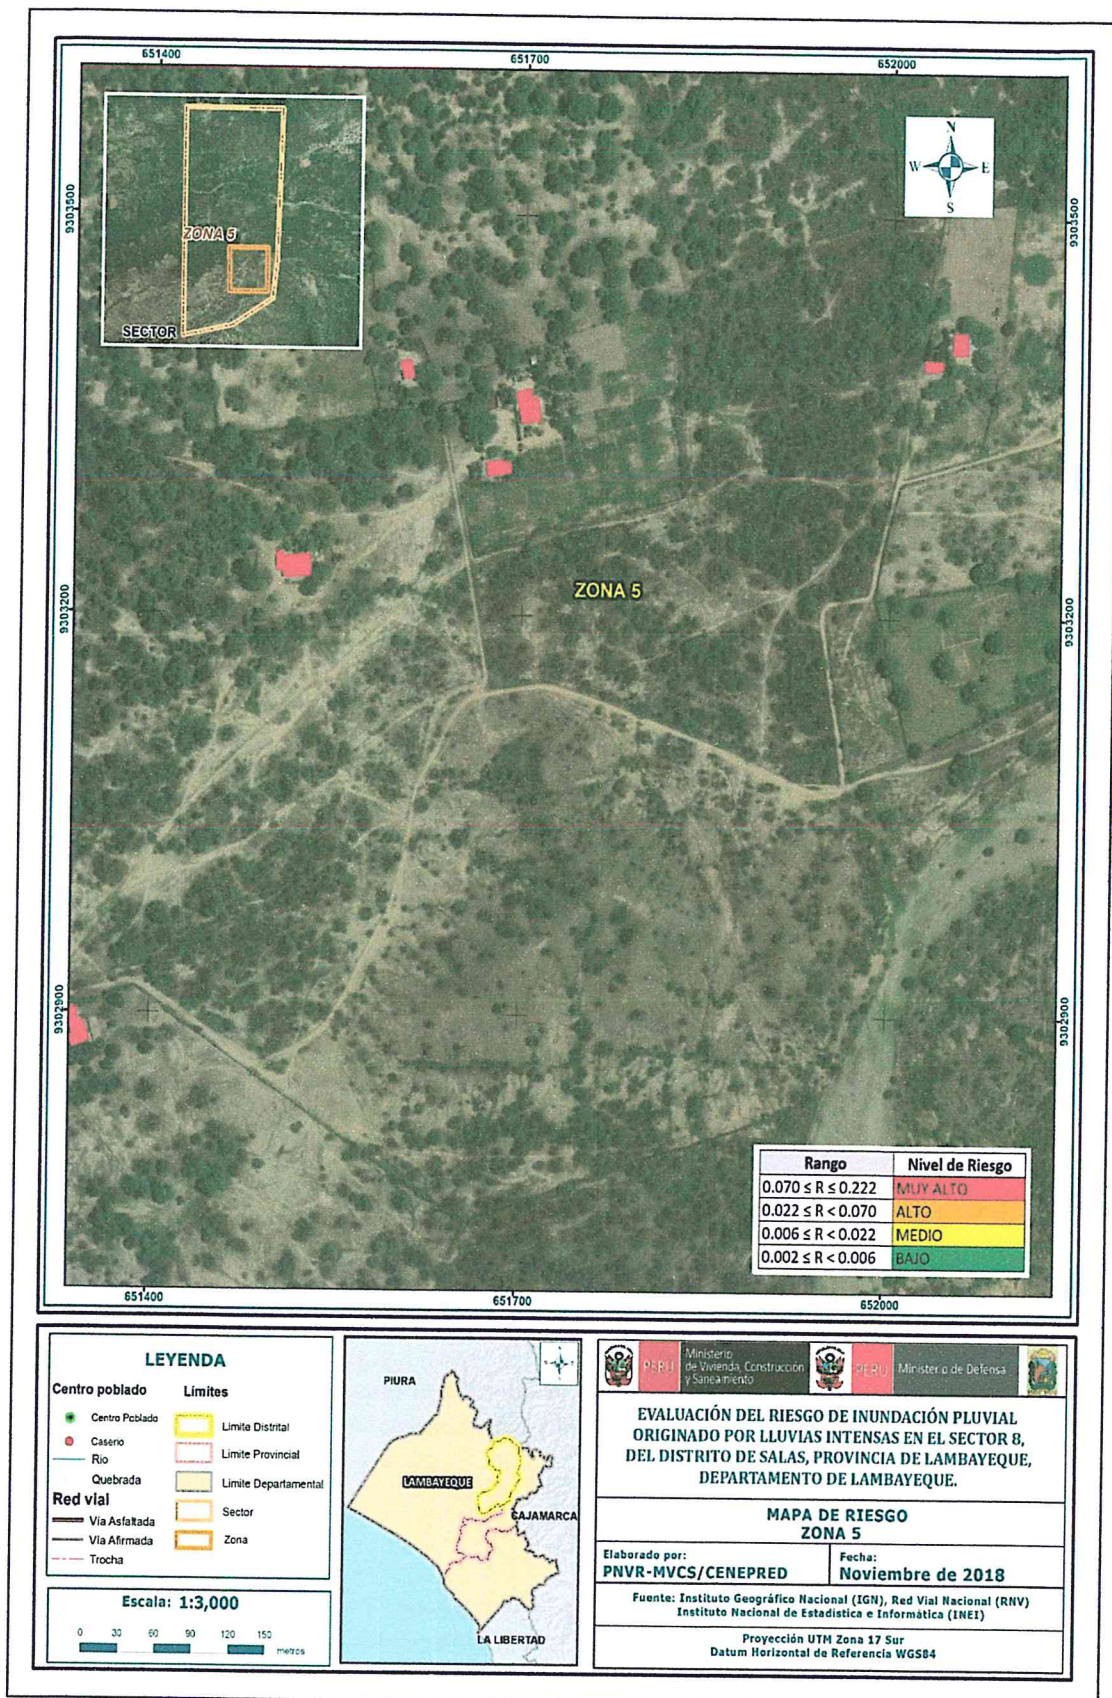 651400
651700
652000
N
W E
S
9303500
9303500
ZONA 5
SECTOR
ZONA 5
9303200
9303200
9302900
9302900
Rango Nivel de Riesgo
0.070 ≤ R ≤ 0.222 MUY ALTO
0.022 ≤ R < 0.070 ALTO
0.006 ≤ R < 0.022 MEDIO
0.002 ≤ R < 0.006 BAJO
651400
651700
652000
LEYENDA
Centro poblado
Centro Poblado
Caserio
Rio
Quebrada
Red vial
Vía Asfaltada
Vía Afirmada
Trocha
Límites
Limite Distrital
Limite Provincial
Limite Departamental
Sector
Zona
Escala: 1:3,000
0 30 60 90 120 150
metros
PIURA
LAMBAYEQUE
CAJAMARCA
LA LIBERTAD
PERÚ
Ministerio
de Vivienda, Construcción
y Saneamiento
PERÚ
Ministerio de Defensa
EVALUACIÓN DEL RIESGO DE INUNDACIÓN PLUVIAL
ORIGINADO POR LLUVIAS INTENSAS EN EL SECTOR 8,
DEL DISTRITO DE SALAS, PROVINCIA DE LAMBAYEQUE,
DEPARTAMENTO DE LAMBAYEQUE.
MAPA DE RIESGO
ZONA 5
Elaborado por:
PNVR-MVCS/CENEPRED
Fecha:
Noviembre de 2018
Fuente: Instituto Geográfico Nacional (IGN), Red Vial Nacional (RNV)
Instituto Nacional de Estadística e Informática (INEI)
Proyección UTM Zona 17 Sur
Datum Horizontal de Referencia WGS84